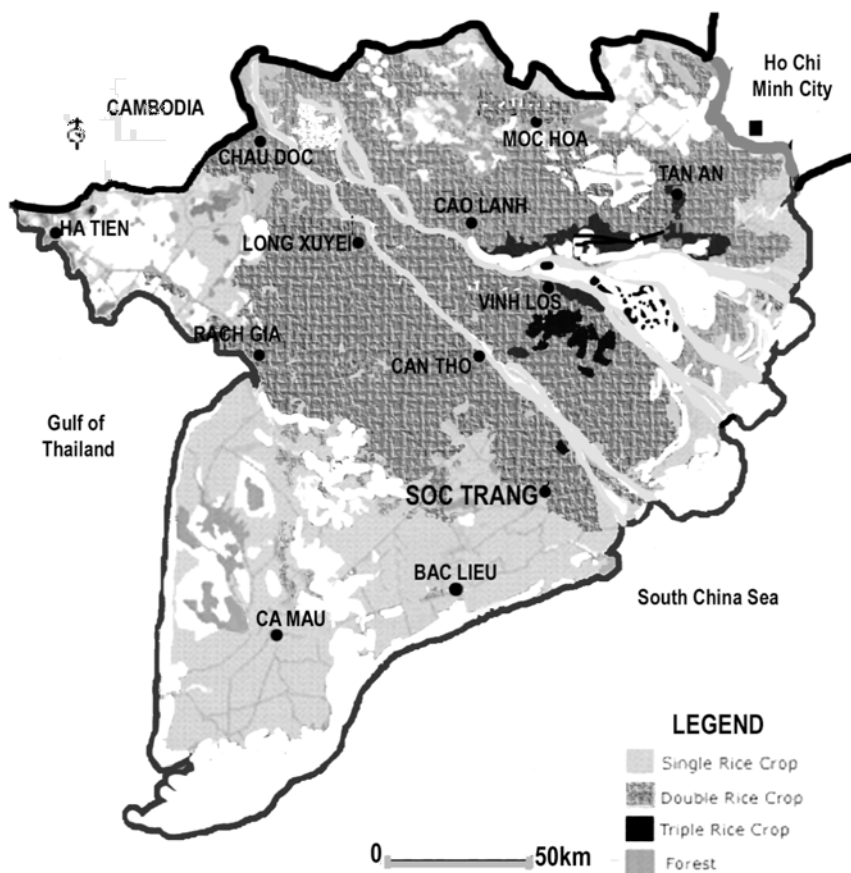 Ho Chi
Minh City
CAMBODIA
MOC HOA
CHAU DOC
TAN AN
CAO LANH
HA TIEN
LONG XUYEI
VINH LOS
RACH GIA
CAN THO
Gulf of
Thailand
SOC TRANG
BAC LIEU
South China Sea
CA MAU
LEGEND
Single Rice Crop
Double Rice Crop
Triple Rice Crop
Forest
0 50km